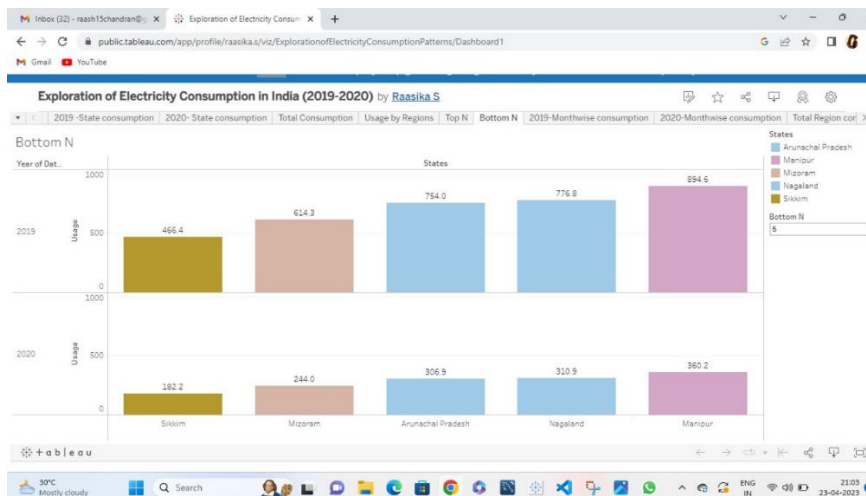 Inbox (32) - raash15chandran@g
Exploration of Electricity Consum
public.tableau.com/app/profile/raasika.s/viz/ExplorationofElectricityConsumptionPatterns/Dashboard1
Gmail YouTube
Exploration of Electricity Consumption in India (2019-2020) by Raasika S
2019 -State consumption 2020- State consumption Total Consumption Usage by Regions Top N Bottom N 2019-Monthwise consumption 2020-Monthwise consumption Total Region con
Bottom N
Year of Dat..
States
2019
Usage
1000
500
0
466.4
614.3
754.0
776.8
894.6
2020
Usage
1000
500
0
182.2
244.0
306.9
310.9
360.2
Sikkim
Mizoram
Arunachal Pradesh
Nagaland
Manipur
States
Arunachal Pradesh
Manipur
Mizoram
Nagaland
Sikkim
Bottom N
5
+ a b l e a u
30°C
Mostly cloudy
Search
ENG
IN
21:03
23-04-2023